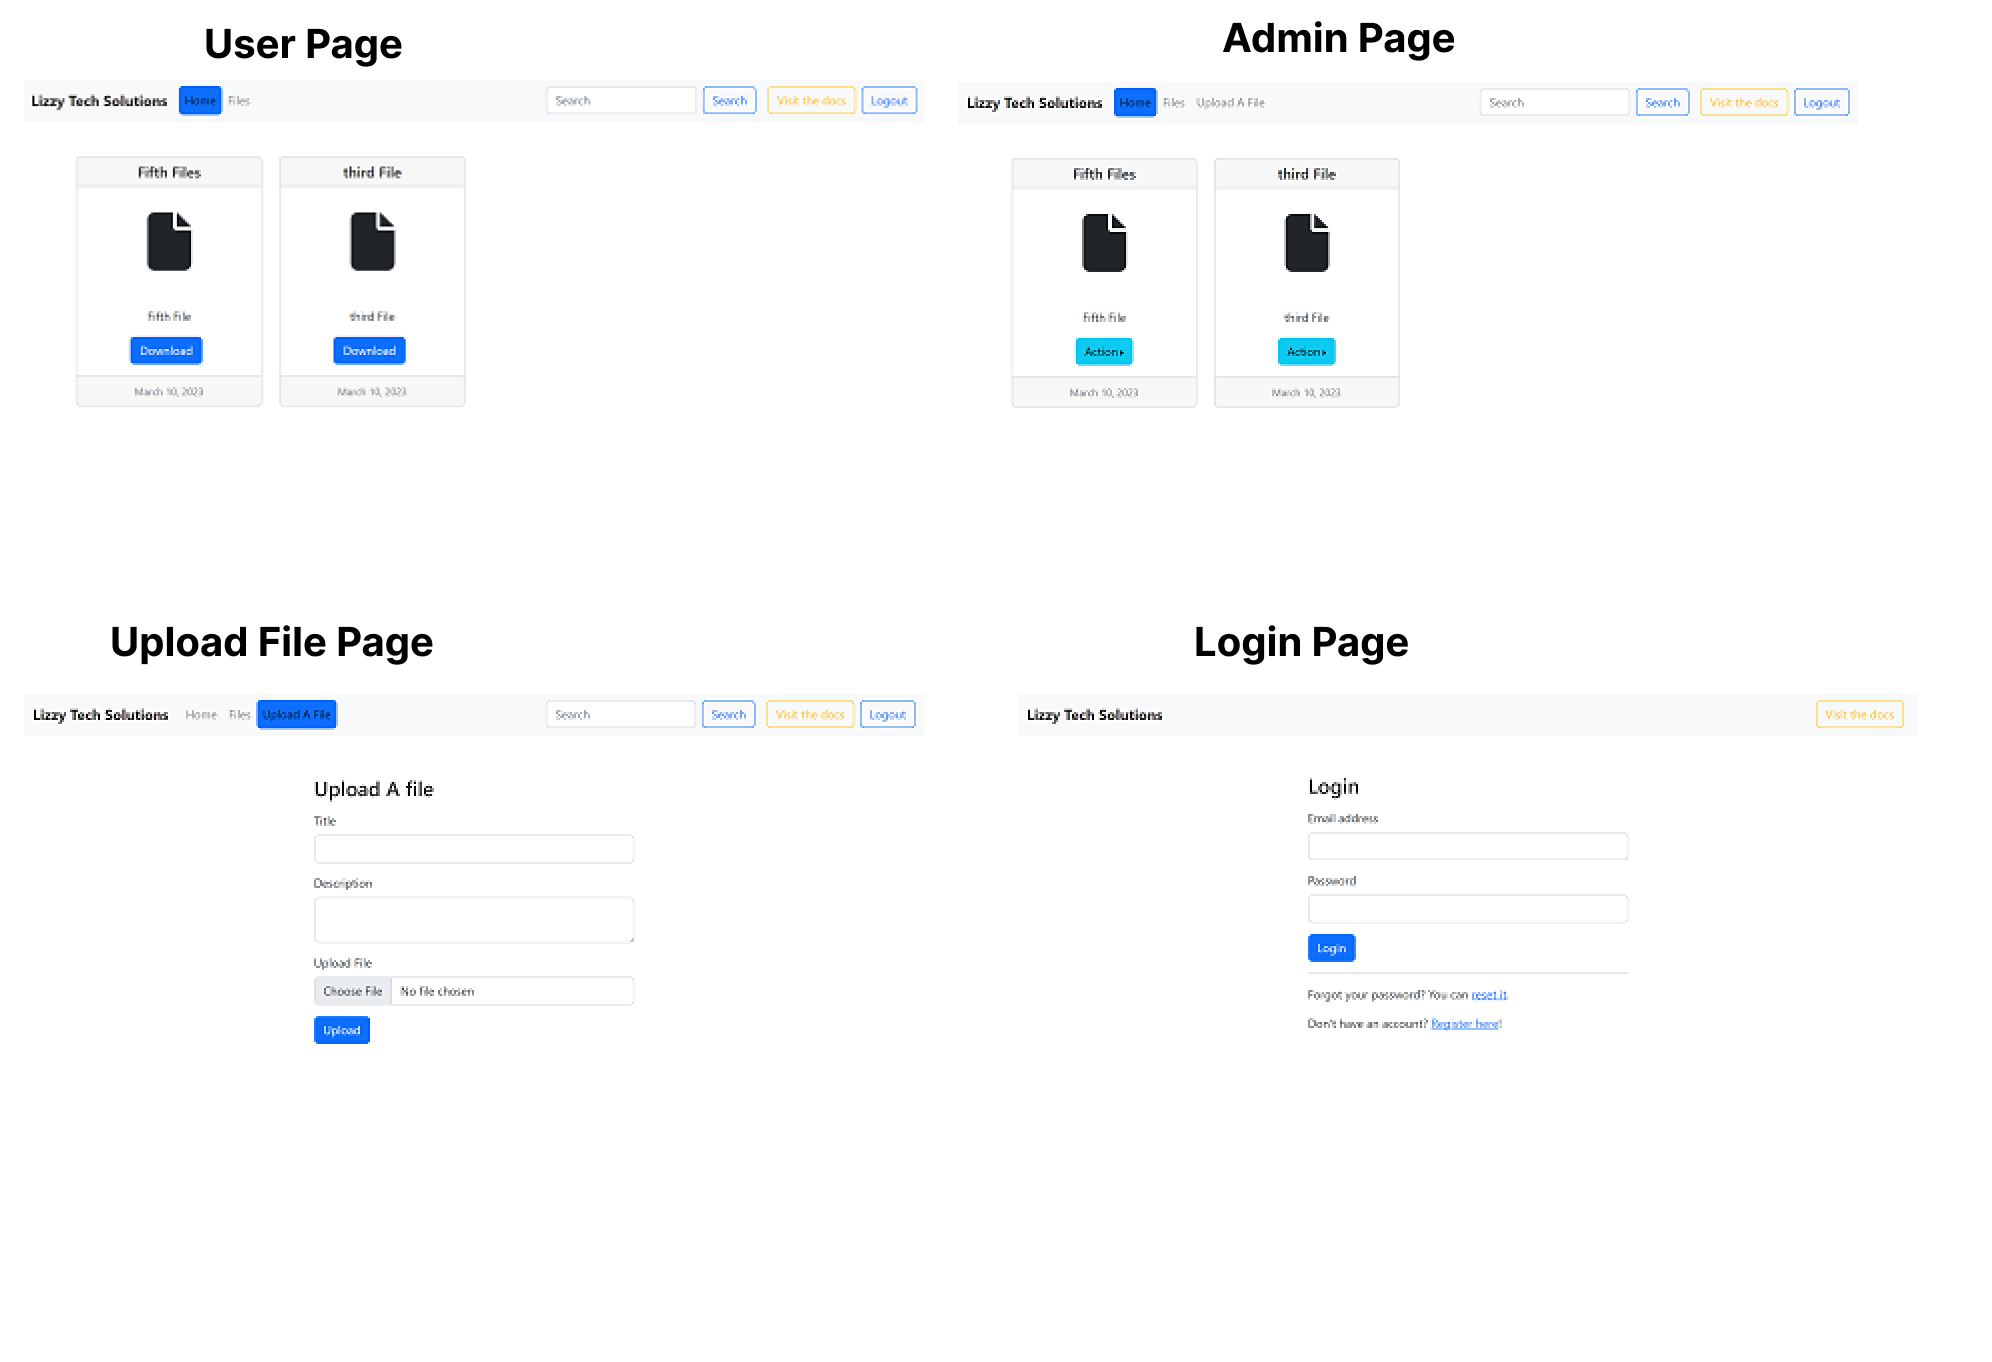 User Page
Lizzy Tech Solutions Home Files Search Search Visit the docs Logout
Fifth Files third File
Fifth File third File
Download Download
March 10, 2023 March 10, 2023
Admin Page
Lizzy Tech Solutions Home Files Upload A File Search Search Visit the docs Logout
Fifth Files third File
Fifth File third File
Action Action
March 10, 2023 March 10, 2023
Upload File Page
Lizzy Tech Solutions Home Files Upload A File Search Search Visit the docs Logout
Upload A file
Title
Description
Upload File
Choose File No file chosen
Upload
Login Page
Lizzy Tech Solutions Visit the docs
Login
Email address
Password
Login
Forgot your password? You can reset it
Don't have an account? Register here!